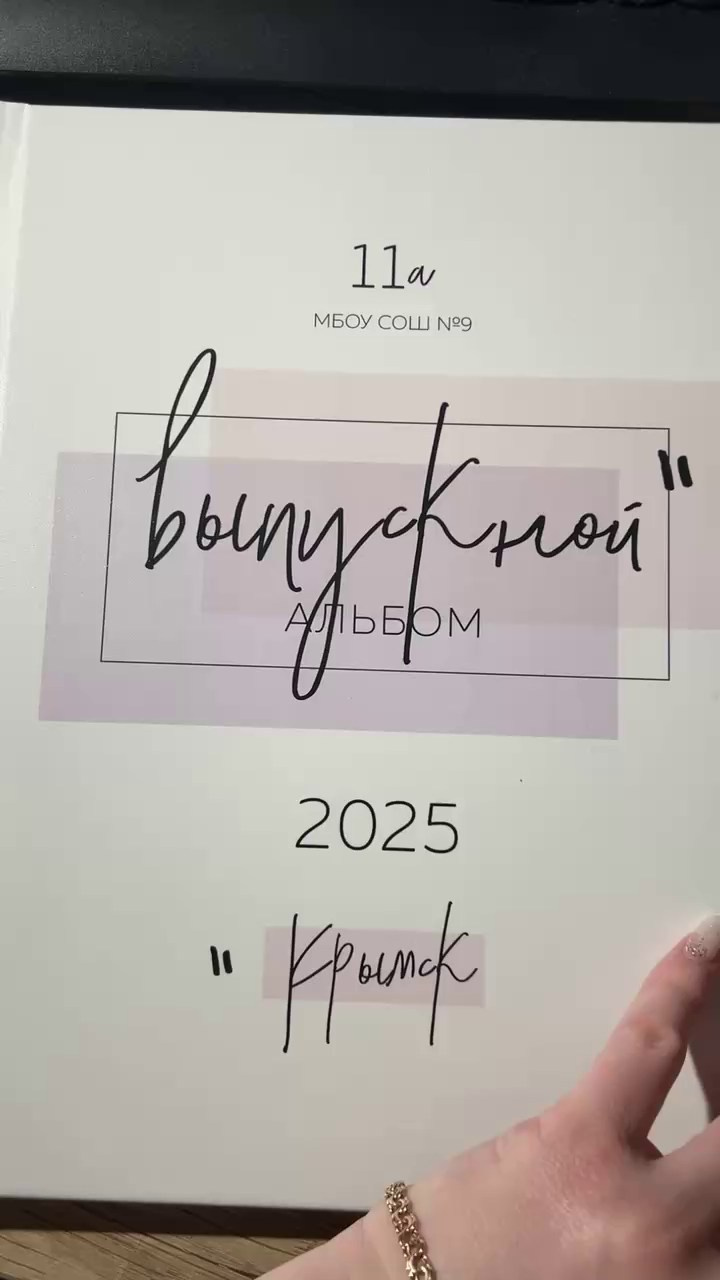 11а
МБОУ СОШ №9
выпускной"
АЛЬБОМ
2025
" Крымск